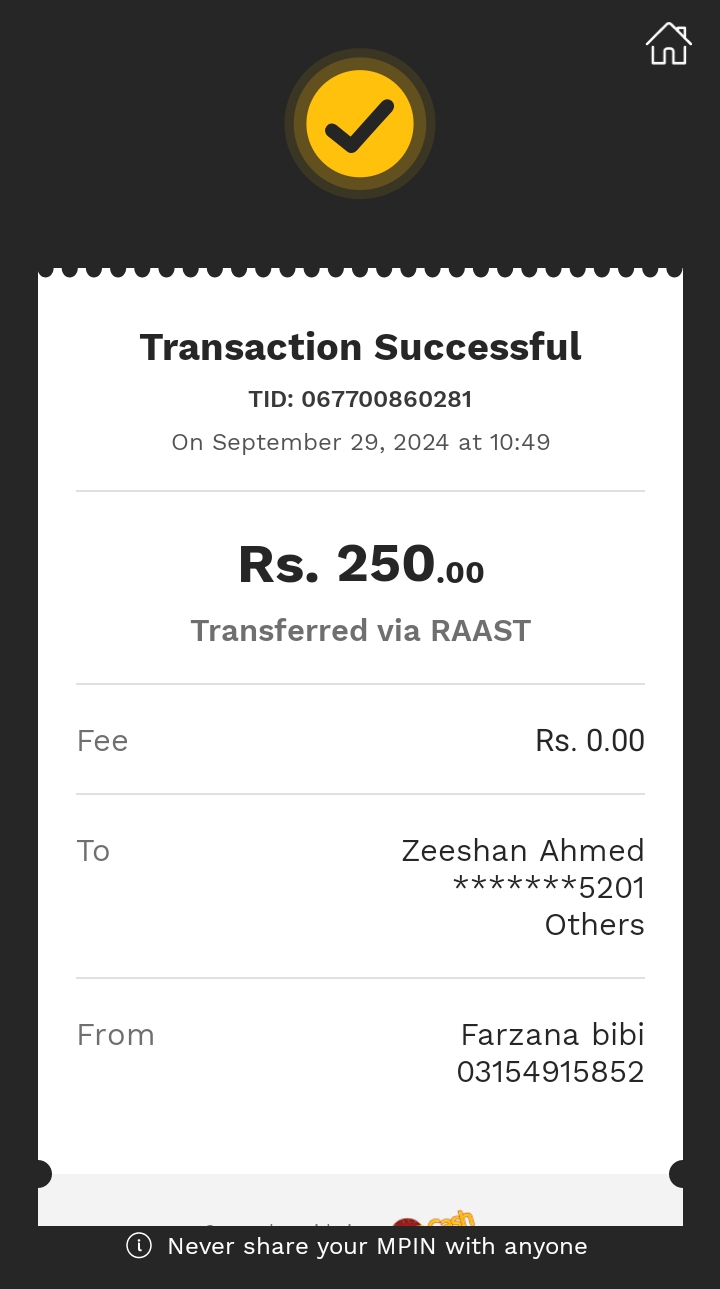 Transaction Successful
TID: 067700860281
On September 29, 2024 at 10:49
Rs. 250.00
Transferred via RAAST
Fee Rs. 0.00
To Zeeshan Ahmed
*******5201
Others
From Farzana bibi
03154915852
Cash
Never share your MPIN with anyone